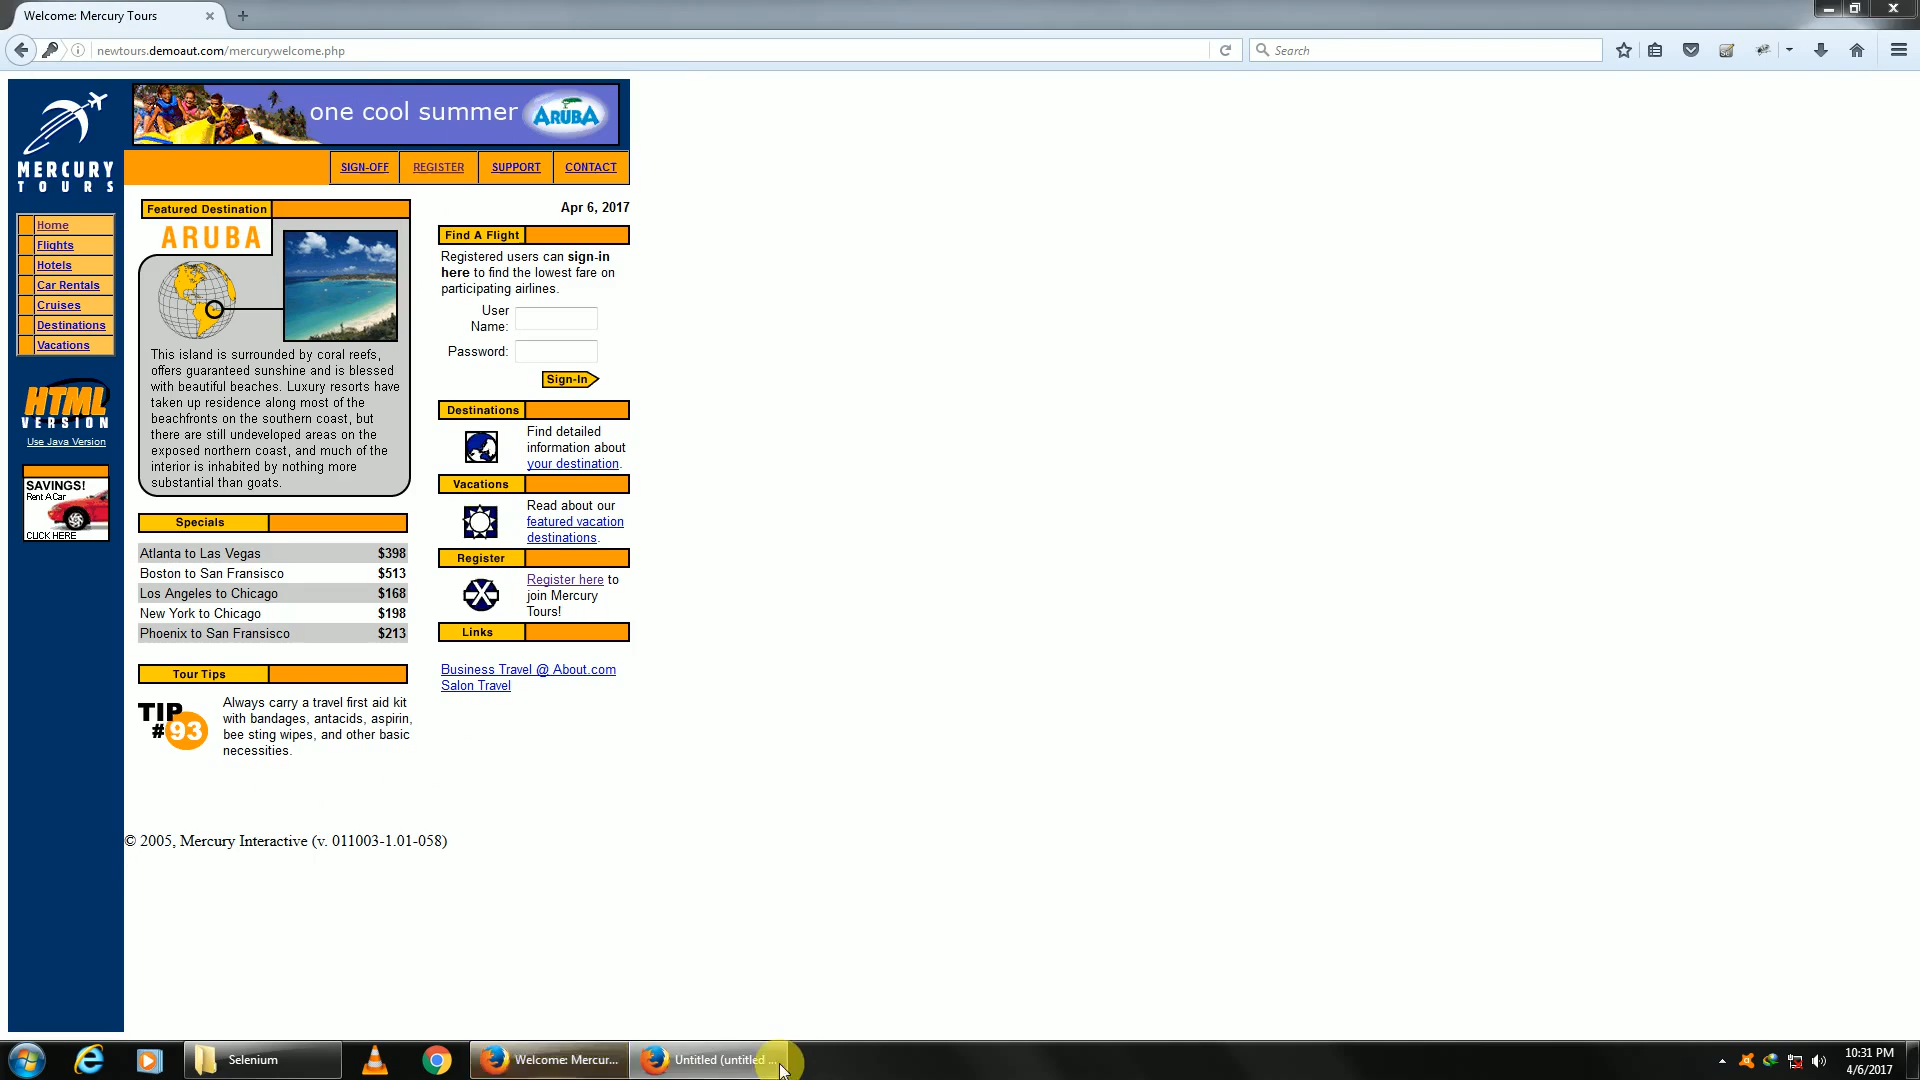 Welcome: Mercury Tours
newtours.demoaut.com/mercurywelcome.php
Search
one cool summer ARUBA
MERCURY
TOURS
SIGN-OFF REGISTER SUPPORT CONTACT
Home
Flights
Hotels
Car Rentals
Cruises
Destinations
Vacations
HTML
VERSION
Use Java Version
SAVINGS!
Rent A Car
CLICK HERE
Featured Destination
ARUBA
This island is surrounded by coral reefs,
offers guaranteed sunshine and is blessed
with beautiful beaches. Luxury resorts have
taken up residence along most of the
beachfronts on the southern coast, but
there are still undeveloped areas on the
exposed northern coast, and much of the
interior is inhabited by nothing more
substantial than goats.
Specials
Atlanta to Las Vegas $398
Boston to San Fransisco $513
Los Angeles to Chicago $168
New York to Chicago $198
Phoenix to San Fransisco $213
Tour Tips
TIP
#93
Always carry a travel first aid kit
with bandages, antacids, aspirin,
bee sting wipes, and other basic
necessities.
Apr 6, 2017
Find A Flight
Registered users can sign-in
here to find the lowest fare on
participating airlines.
User
Name:
Password:
Sign-In
Destinations
Find detailed
information about
your destination.
Vacations
Read about our
featured vacation
destinations.
Register
Register here to
join Mercury
Tours!
Links
Business Travel @ About.com
Salon Travel
© 2005, Mercury Interactive (v. 011003-1.01-058)
Selenium
Welcome: Mercur...
Untitled (untitled ...
10:31 PM
4/6/2017